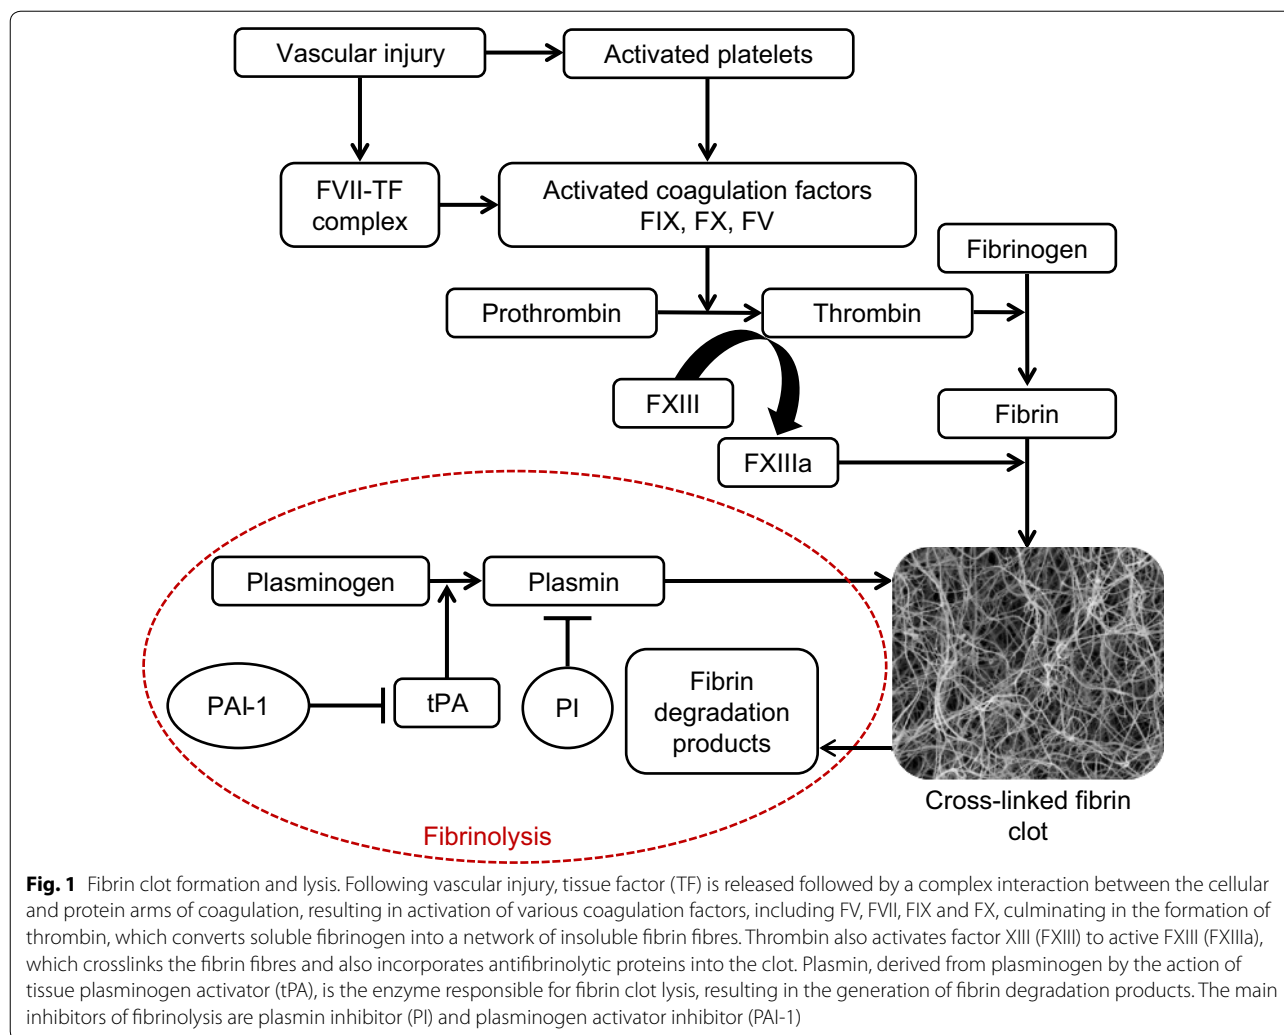 Vascular injury
Activated platelets
FVII-TF
complex
Activated coagulation factors
FIX, FX, FV
Fibrinogen
Prothrombin
Thrombin
FXIII
Fibrin
FXIIIa
Plasminogen
Plasmin
PAI-1
tPA
PI
Fibrin
degradation
products
Cross-linked fibrin
clot
Fibrinolysis
Fig. 1 Fibrin clot formation and lysis. Following vascular injury, tissue factor (TF) is released followed by a complex interaction between the cellular
and protein arms of coagulation, resulting in activation of various coagulation factors, including FV, FVII, FIX and FX, culminating in the formation of
thrombin, which converts soluble fibrinogen into a network of insoluble fibrin fibres. Thrombin also activates factor XIII (FXIII) to active FXIII (FXIIIa),
which crosslinks the fibrin fibres and also incorporates antifibrinolytic proteins into the clot. Plasmin, derived from plasminogen by the action of
tissue plasminogen activator (tPA), is the enzyme responsible for fibrin clot lysis, resulting in the generation of fibrin degradation products. The main
inhibitors of fibrinolysis are plasmin inhibitor (PI) and plasminogen activator inhibitor (PAI-1)